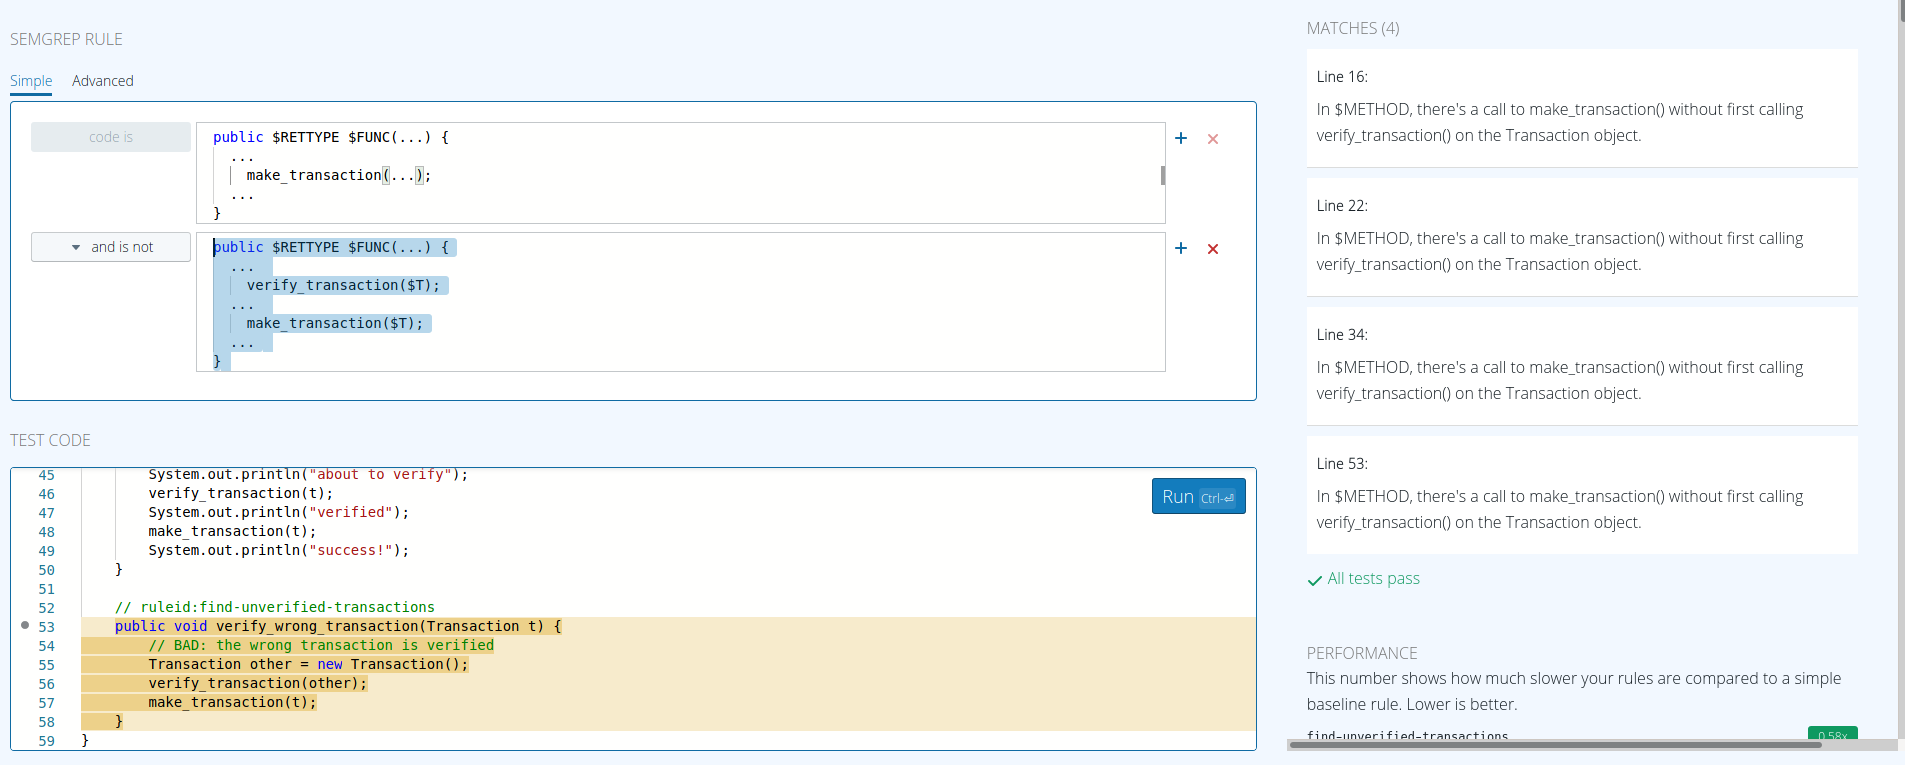 SEMGREP RULE
Simple Advanced
code is
public $RETTYPE $FUNC(...) {
...
make_transaction(...);
...
}
and is not
public $RETTYPE $FUNC(...) {
...
verify_transaction($T);
...
make_transaction($T);
...
}
TEST CODE
45 System.out.println("about to verify");
46 verify_transaction(t);
47 System.out.println("verified");
48 make_transaction(t);
49 System.out.println("success!");
50 }
51
52 // ruleid:find-unverified-transactions
53 public void verify_wrong_transaction(Transaction t) {
54 // BAD: the wrong transaction is verified
55 Transaction other = new Transaction();
56 verify_transaction(other);
57 make_transaction(t);
58 }
59 }
Run Ctrl-⏎
MATCHES (4)
Line 16:
In $METHOD, there's a call to make_transaction() without first calling
verify_transaction() on the Transaction object.
Line 22:
In $METHOD, there's a call to make_transaction() without first calling
verify_transaction() on the Transaction object.
Line 34:
In $METHOD, there's a call to make_transaction() without first calling
verify_transaction() on the Transaction object.
Line 53:
In $METHOD, there's a call to make_transaction() without first calling
verify_transaction() on the Transaction object.
All tests pass
PERFORMANCE
This number shows how much slower your rules are compared to a simple
baseline rule. Lower is better.
find-unverified-transactions 0.58x